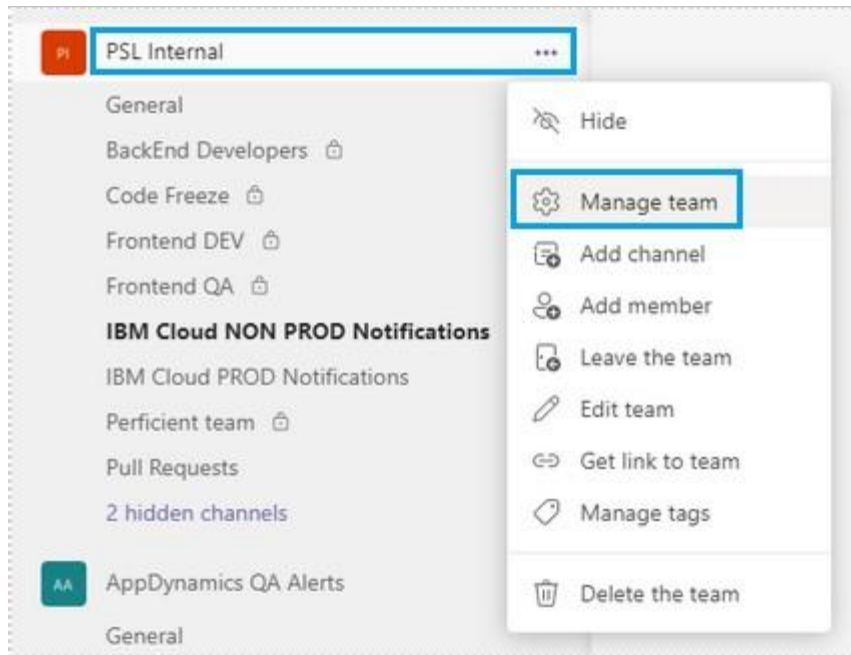 PI
PSL Internal
General
BackEnd Developers
Code Freeze
Frontend DEV
Frontend QA
IBM Cloud NON PROD Notifications
IBM Cloud PROD Notifications
Perficient team
Pull Requests
2 hidden channels
AA
AppDynamics QA Alerts
General
Hide
Manage team
Add channel
Add member
Leave the team
Edit team
Get link to team
Manage tags
Delete the team